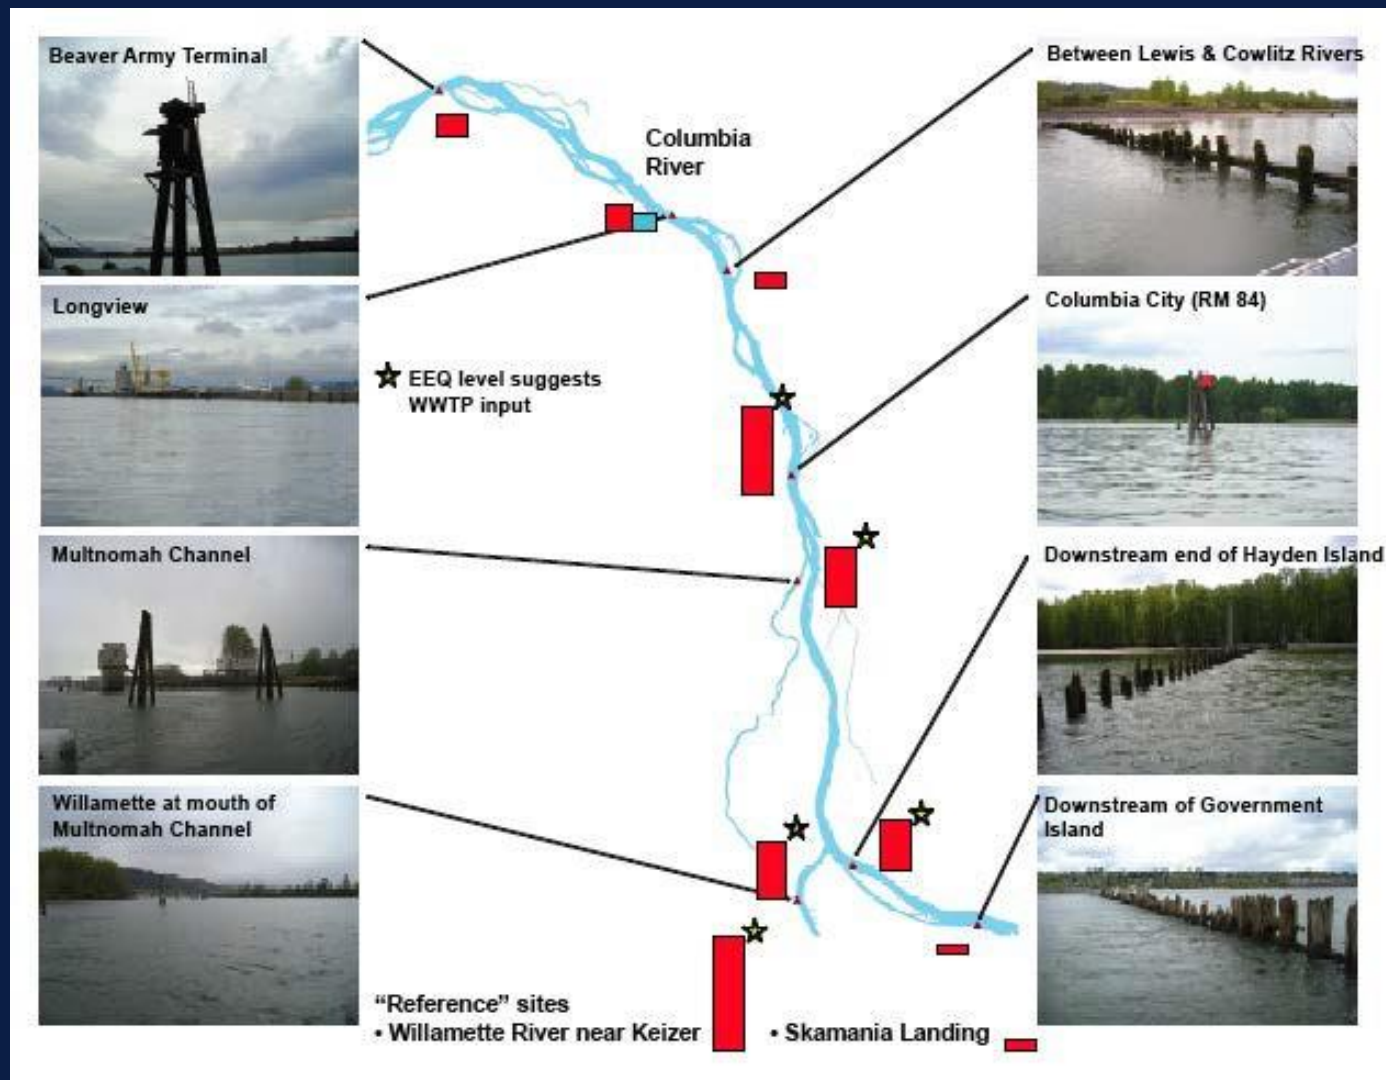 Beaver Army Terminal
Between Lewis & Cowlitz Rivers
Columbia
River
Longview
Columbia City (RM 84)
EEQ level suggests
WWTP input
Multnomah Channel
Downstream end of Hayden Island
Willamette at mouth of
Multnomah Channel
Downstream of Government
Island
“Reference” sites
• Willamette River near Keizer
• Skamania Landing